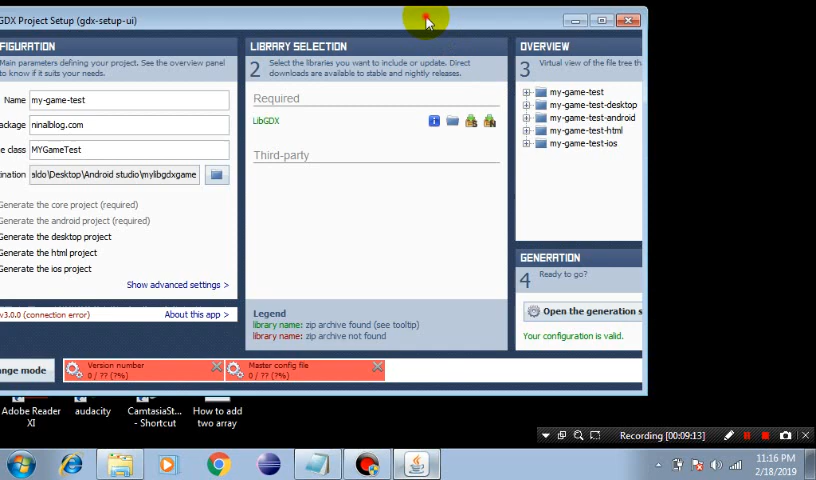 GDX Project Setup (gdx-setup-ui)
FIGURATION
Main parameters defining your project. See the overview panel
to know if it suits your needs.
Name my-game-test
ackage ninalblog.com
e class MYGameTest
ination sldo\Desktop\Android studio\mylibgdxgame
Generate the core project (required)
Generate the android project (required)
Generate the desktop project
Generate the html project
Generate the ios project
Show advanced settings >
v3.0.0 (connection error) About this app >
LIBRARY SELECTION
2 Select the libraries you want to include or update. Direct
downloads are available to stable and nightly releases.
Required
LibGDX
S N
Third-party
Legend
library name: zip archive found (see tooltip)
library name: zip archive not found
OVERVIEW
3 Virtual view of the file tree tha
my-game-test
my-game-test-desktop
my-game-test-android
my-game-test-html
my-game-test-ios
GENERATION
4 Ready to go?
Open the generation s
Your configuration is valid.
nge mode
Version number
0 / ?? (?%)
Master config file
0 / ?? (?%)
Adobe Reader
XI
audacity
CamtasiaSt...
- Shortcut
How to add
two array
Recording [00:09:13]
11:16 PM
2/18/2019